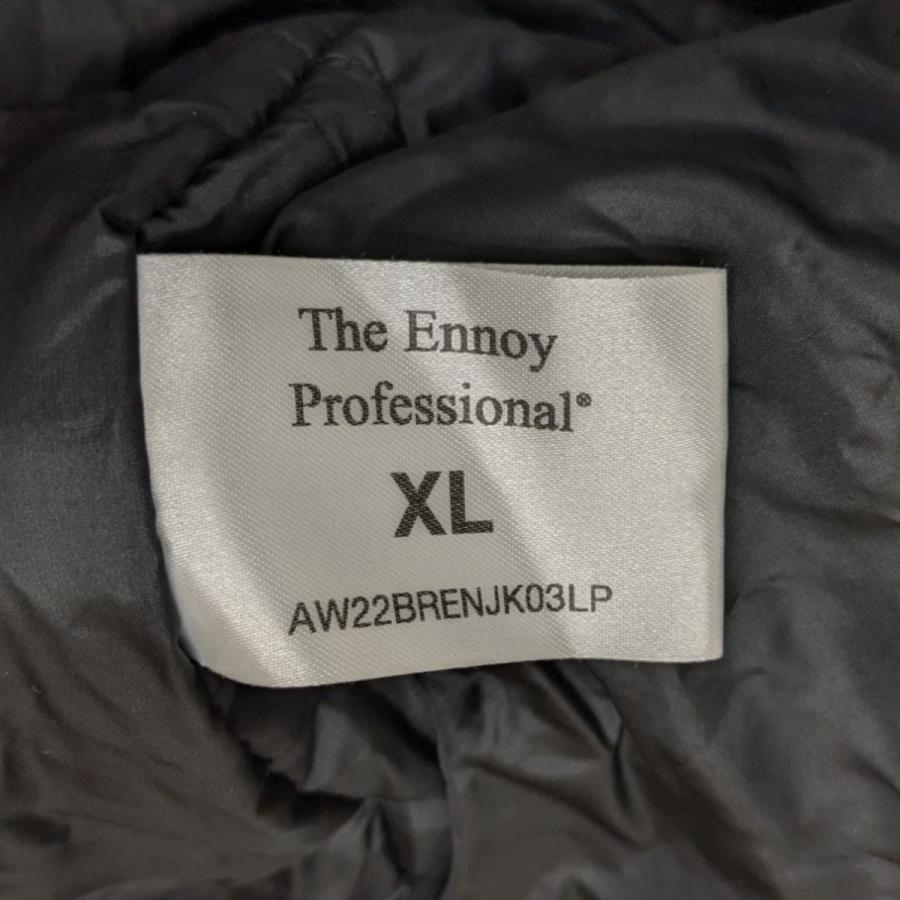 The Ennoy
Professional®
XL
AW22BRENJK03LP